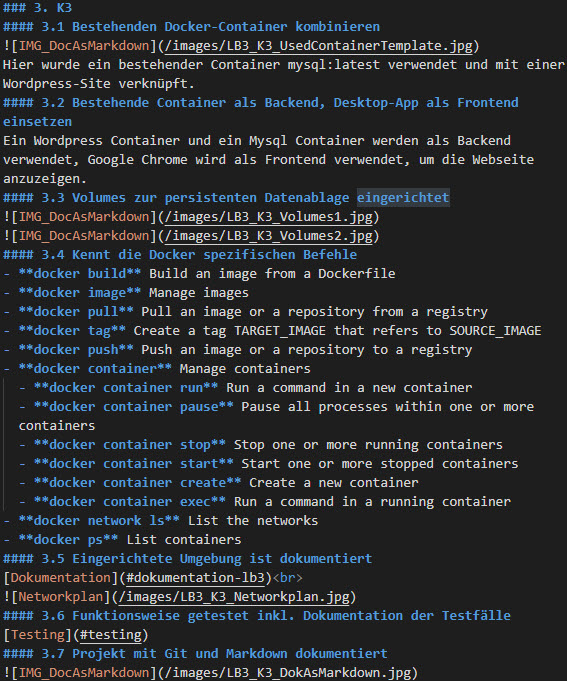 ### 3. K3
#### 3.1 Bestehenden Docker-Container kombinieren
![IMG_DocAsMarkdown](/images/LB3_K3_UsedContainerTemplate.jpg)
Hier wurde ein bestehender Container mysql:latest verwendet und mit einer
Wordpress-Site verknüpft.
#### 3.2 Bestehende Container als Backend, Desktop-App als Frontend
einsetzen
Ein Wordpress Container und ein Mysql Container werden als Backend
verwendet, Google Chrome wird als Frontend verwendet, um die Webseite
anzuzeigen.
#### 3.3 Volumes zur persistenten Datenablage eingerichtet
![IMG_DocAsMarkdown](/images/LB3_K3_Volumes1.jpg)
![IMG_DocAsMarkdown](/images/LB3_K3_Volumes2.jpg)
#### 3.4 Kennt die Docker spezifischen Befehle
- **docker build** Build an image from a Dockerfile
- **docker image** Manage images
- **docker pull** Pull an image or a repository from a registry
- **docker tag** Create a tag TARGET_IMAGE that refers to SOURCE_IMAGE
- **docker push** Push an image or a repository to a registry
- **docker container** Manage containers
- **docker container run** Run a command in a new container
- **docker container pause** Pause all processes within one or more
containers
- **docker container stop** Stop one or more running containers
- **docker container start** Start one or more stopped containers
- **docker container create** Create a new container
- **docker container exec** Run a command in a running container
- **docker network ls** List the networks
- **docker ps** List containers
#### 3.5 Eingerichtete Umgebung ist dokumentiert
[Dokumentation](#dokumentation-lb3)<br>
![Networkplan](/images/LB3_K3_Networkplan.jpg)
#### 3.6 Funktionsweise getestet inkl. Dokumentation der Testfälle
[Testing](#testing)
#### 3.7 Projekt mit Git und Markdown dokumentiert
![IMG_DocAsMarkdown](/images/LB3_K3_DokAsMarkdown.jpg)